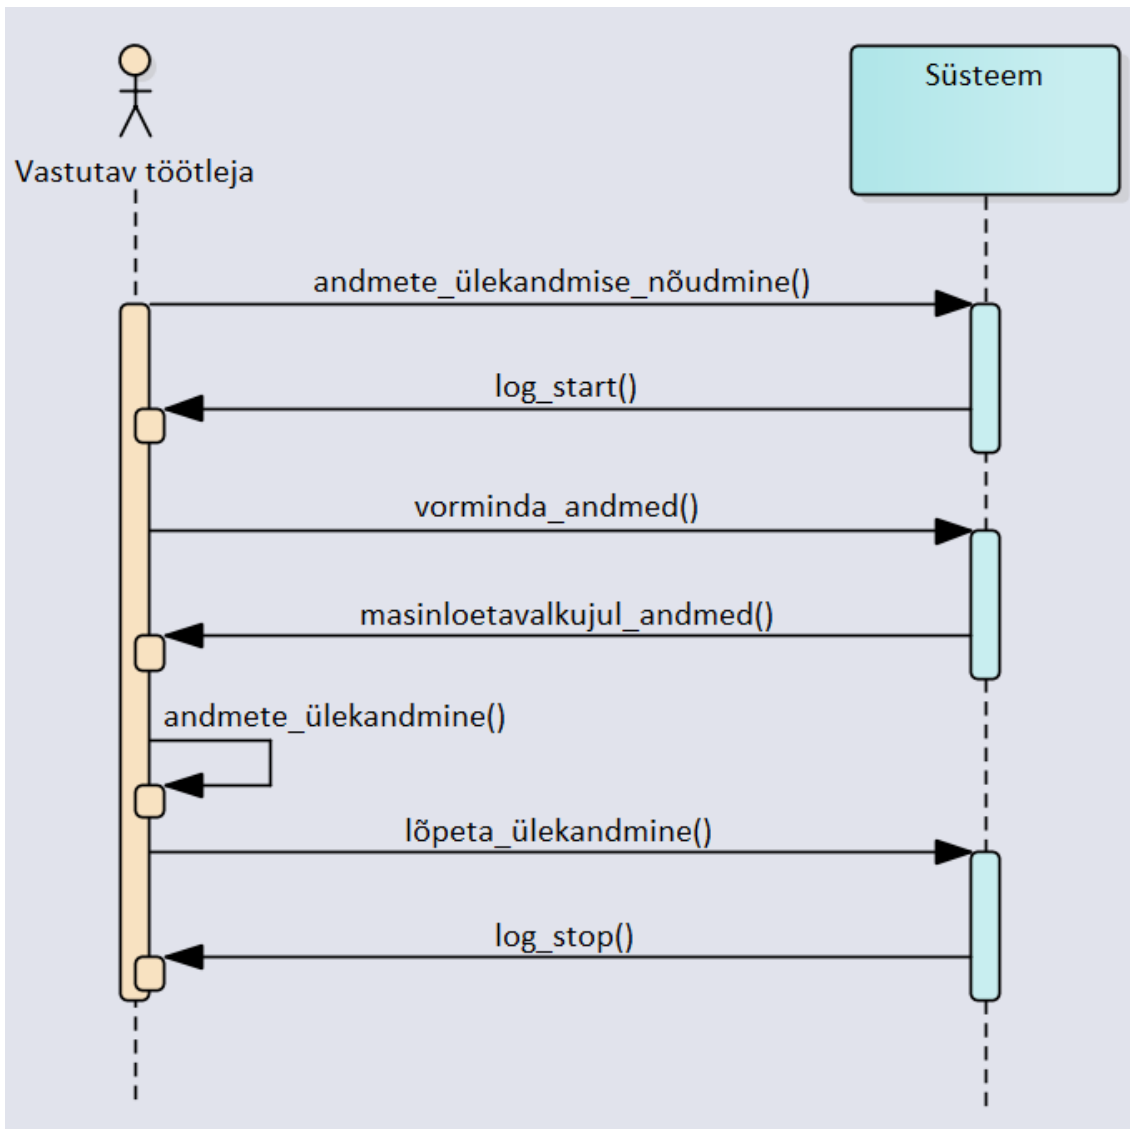 Vastutav töötleja
Süsteem
andmete_ülekandmise_nõudmine()
log_start()
vorminda_andmed()
masinloetavalkujul_andmed()
andmete_ülekandmine()
lõpeta_ülekandmine()
log_stop()